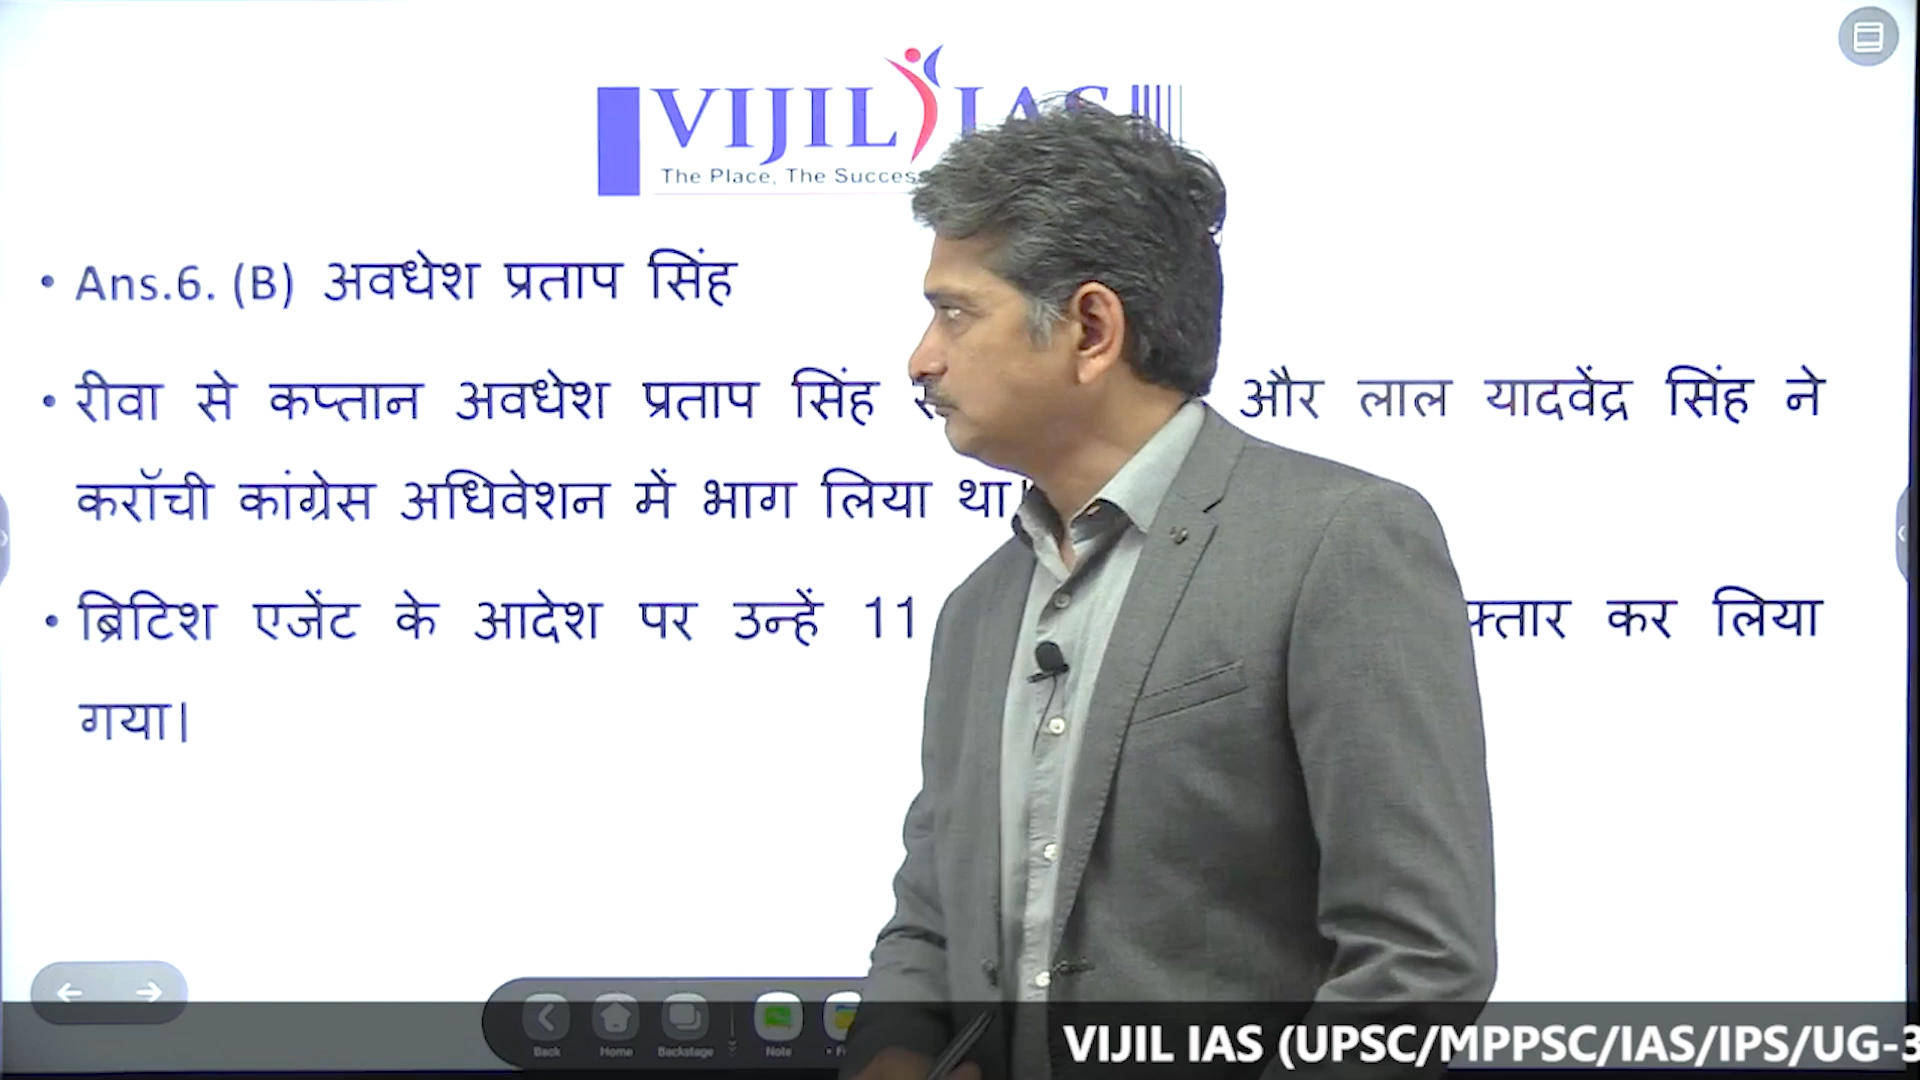 VIJIL IAS
The Place, The Success
• Ans.6. (B) अवधेश प्रताप सिंह
• रीवा से कप्तान अवधेश प्रताप सिंह और लाल यादवेंद्र सिंह ने
करॉची कांग्रेस अधिवेशन में भाग लिया था।
• ब्रिटिश एजेंट के आदेश पर उन्हें 11 कर लिया
गया।
Back Home Backstage Note
VIJIL IAS (UPSC/MPPSC/IAS/IPS/UG-3